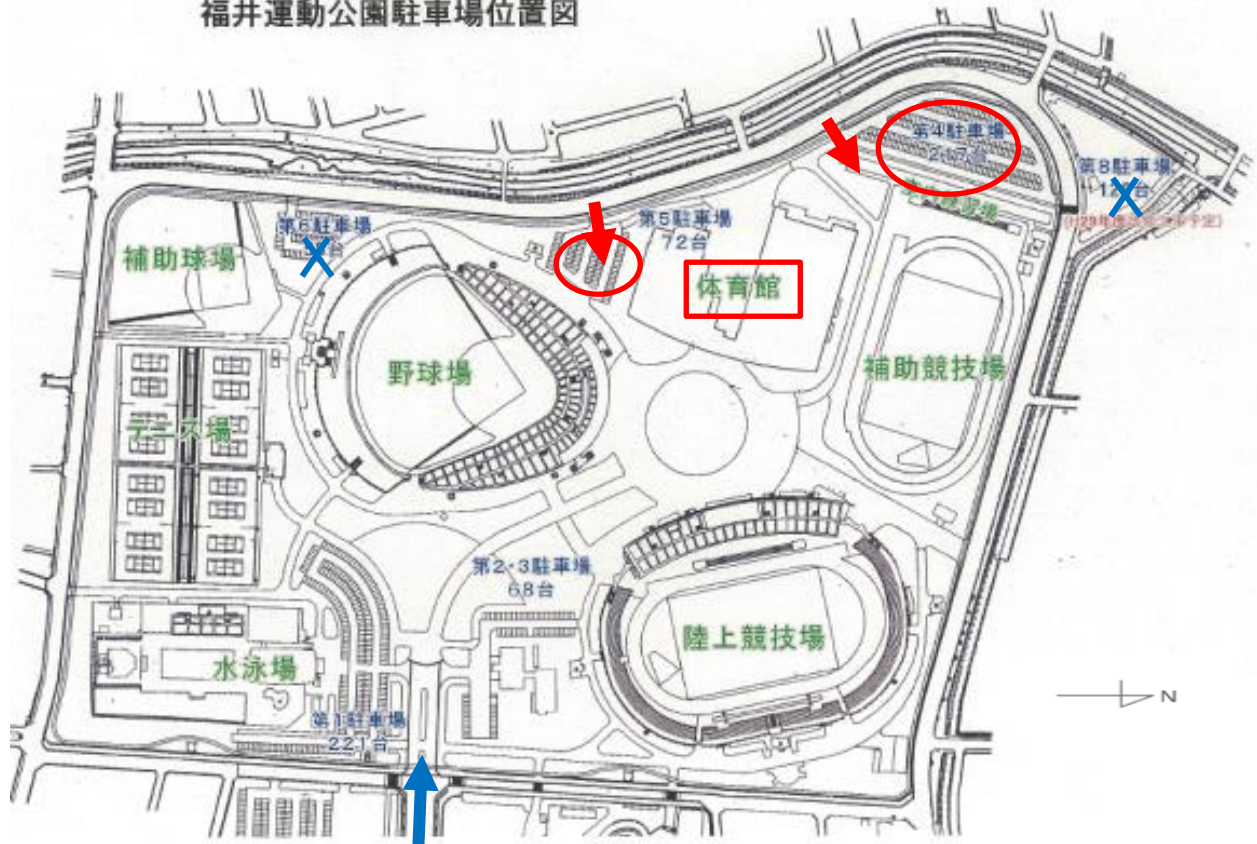 福井運動公園駐車場位置図
第4駐車場
217台
第8駐車場
第6駐車場
第5駐車場
72台
補助球場
体育館
野球場
補助競技場
テニス場
第2・3駐車場
68台
陸上競技場
水泳場
第1駐車場
221台
N